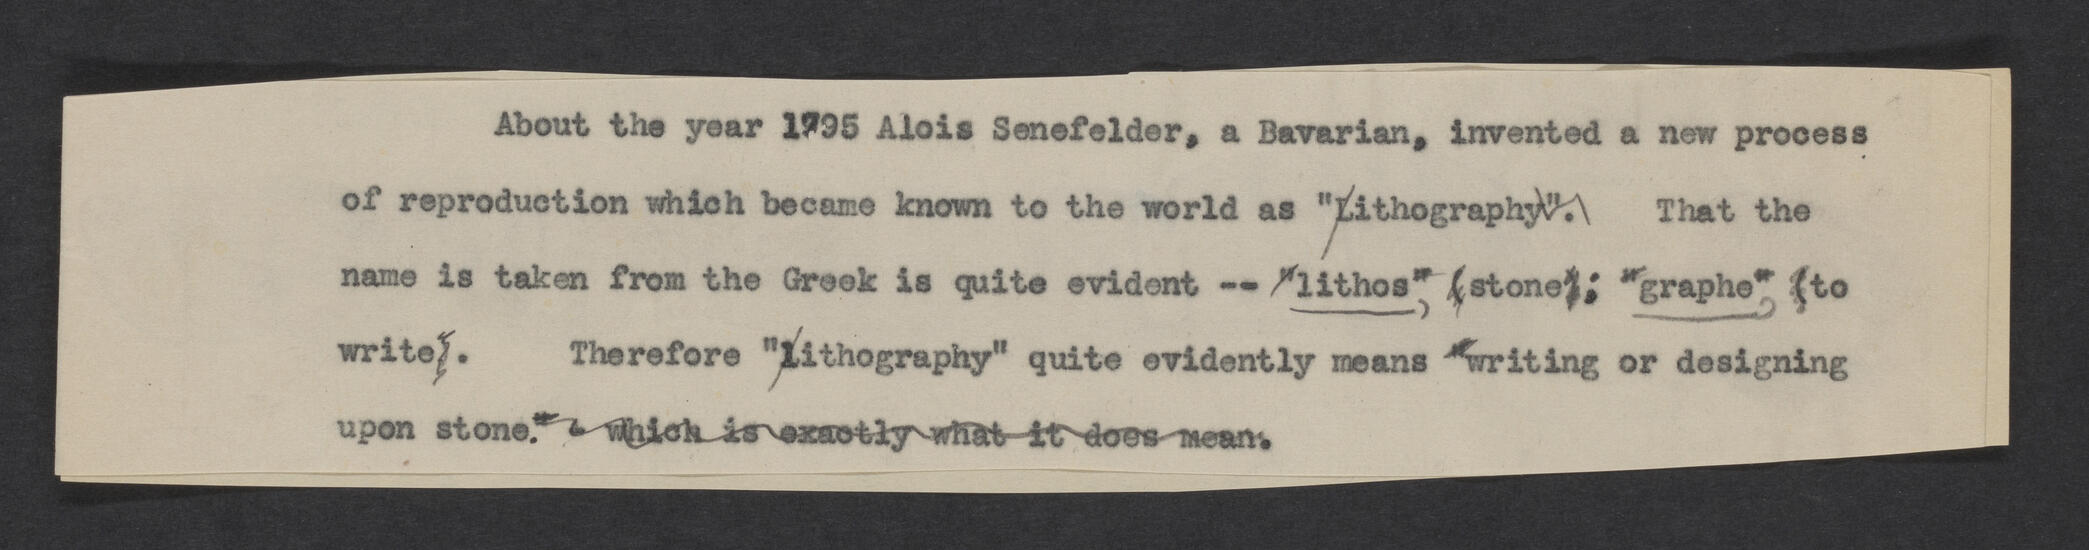 About the year 1795 Alois Senefelder, a Bavarian, invented a new process
of reproduction which became known to the world as "Lithography". That the
name is taken from the Greek is quite evident -- "lithos", (stone); "graphe", (to
write). Therefore "lithography" quite evidently means "writing or designing
upon stone." which is exactly what it does mean.